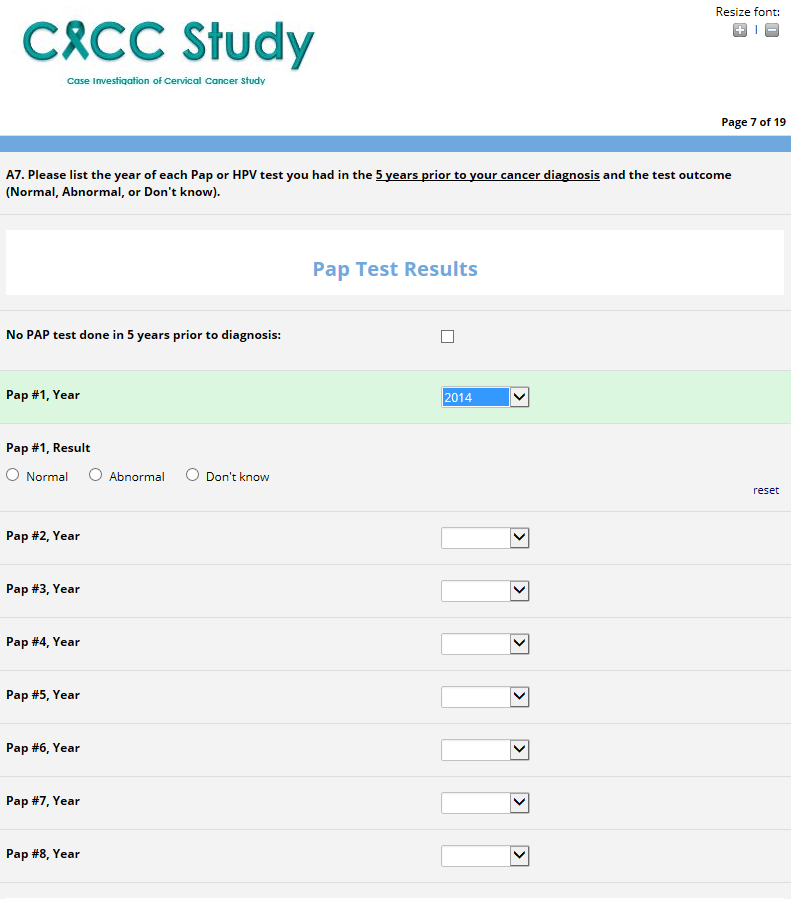 Resize font:
+ | −
CACC Study
Case Investigation of Cervical Cancer Study
Page 7 of 19
A7. Please list the year of each Pap or HPV test you had in the 5 years prior to your cancer diagnosis and the test outcome
(Normal, Abnormal, or Don't know).
Pap Test Results
No PAP test done in 5 years prior to diagnosis:
Pap #1, Year
2014
Pap #1, Result
Normal Abnormal Don't know
reset
Pap #2, Year
Pap #3, Year
Pap #4, Year
Pap #5, Year
Pap #6, Year
Pap #7, Year
Pap #8, Year